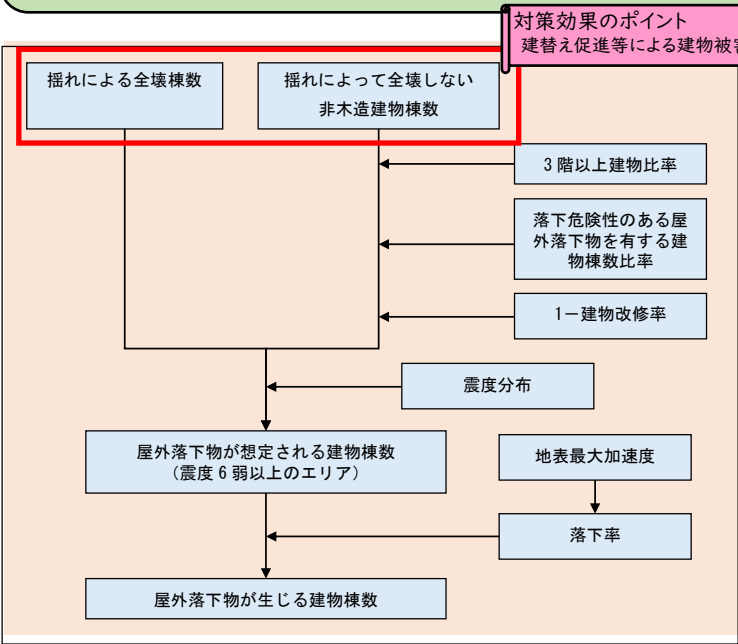 対策効果のポイント
建替え促進等による建物被害
揺れによる全壊棟数
揺れによって全壊しない
非木造建物棟数
3 階以上建物比率
落下危険性のある屋
外落下物を有する建
物棟数比率
1－建物改修率
震度分布
屋外落下物が想定される建物棟数
(震度 6 弱以上のエリア)
地表最大加速度
落下率
屋外落下物が生じる建物棟数